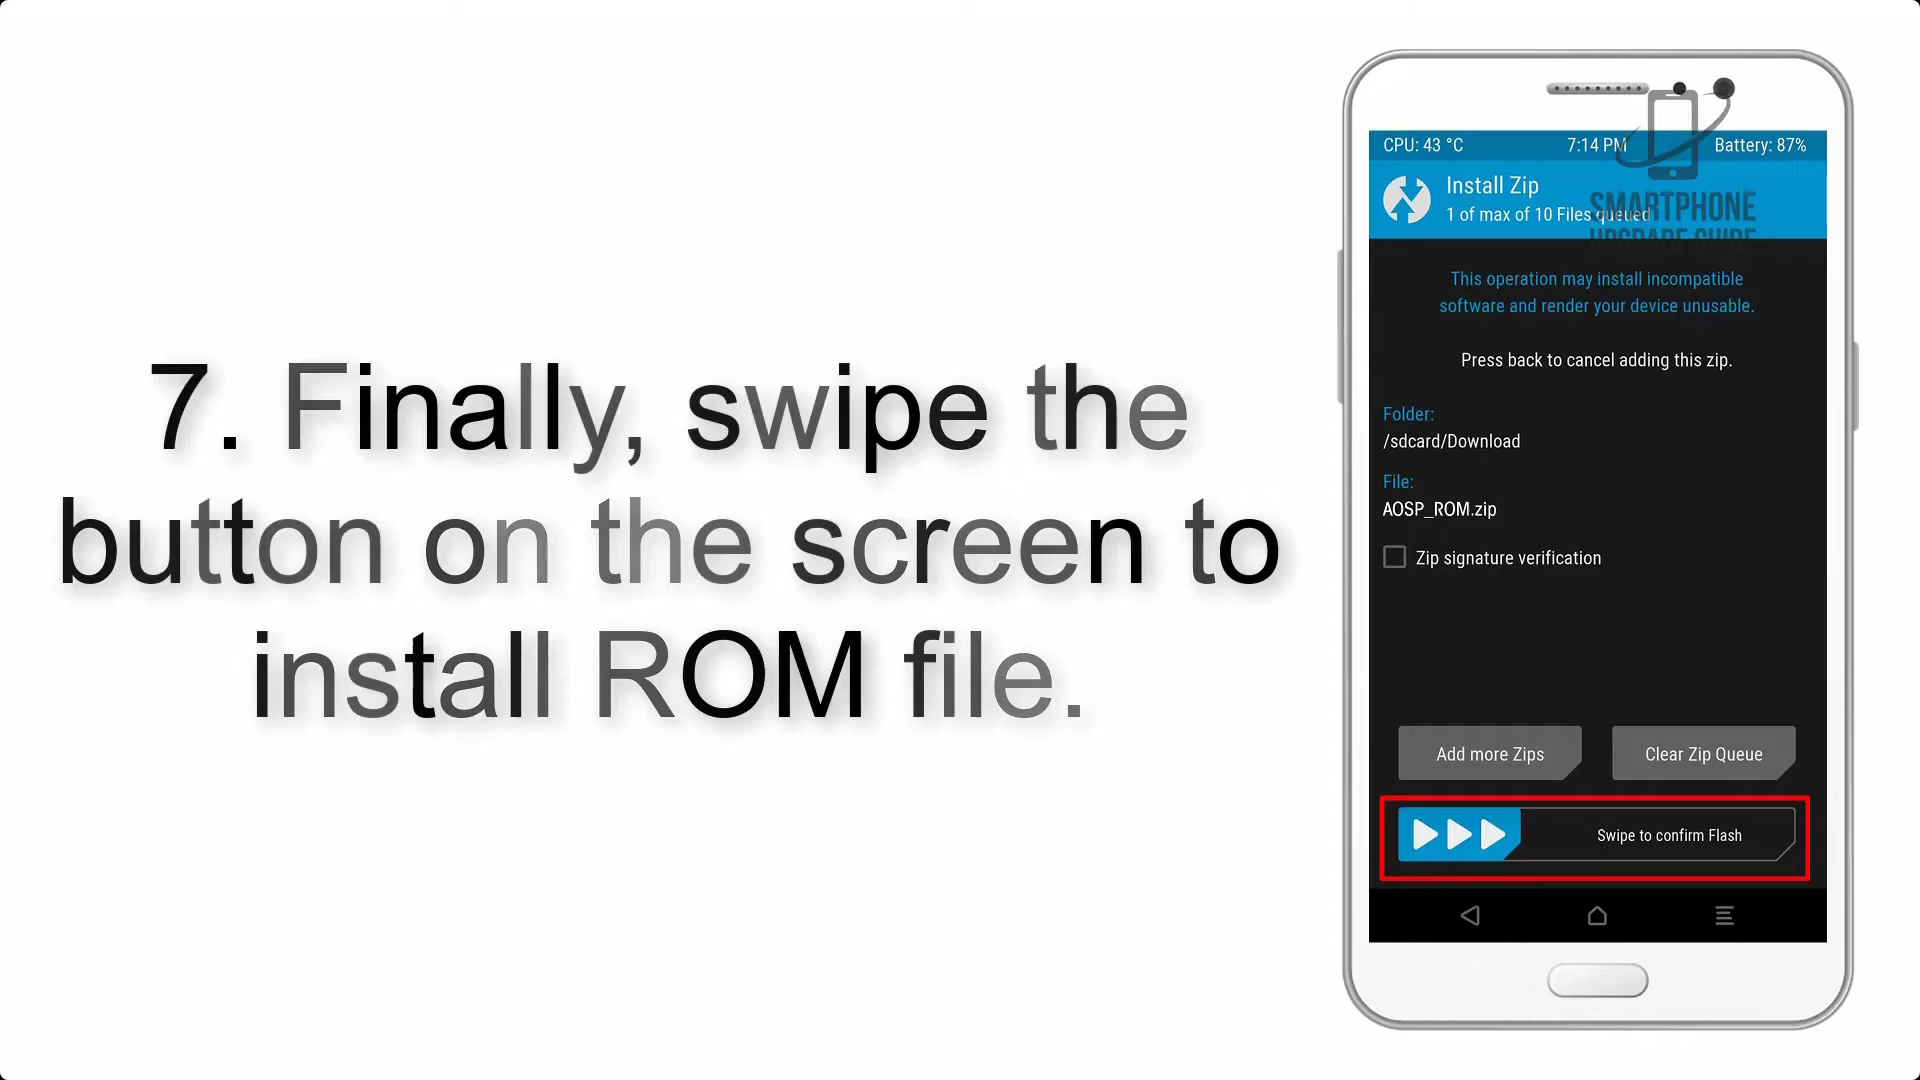 7. Finally, swipe the
button on the screen to
install ROM file.
CPU: 43 °C 7:14 PM Battery: 87%
Install Zip
1 of max of 10 Files queued
SMARTPHONE
UPGRADE GUIDE
This operation may install incompatible
software and render your device unusable.
Press back to cancel adding this zip.
Folder:
/sdcard/Download
File:
AOSP_ROM.zip
Zip signature verification
Add more Zips Clear Zip Queue
Swipe to confirm Flash